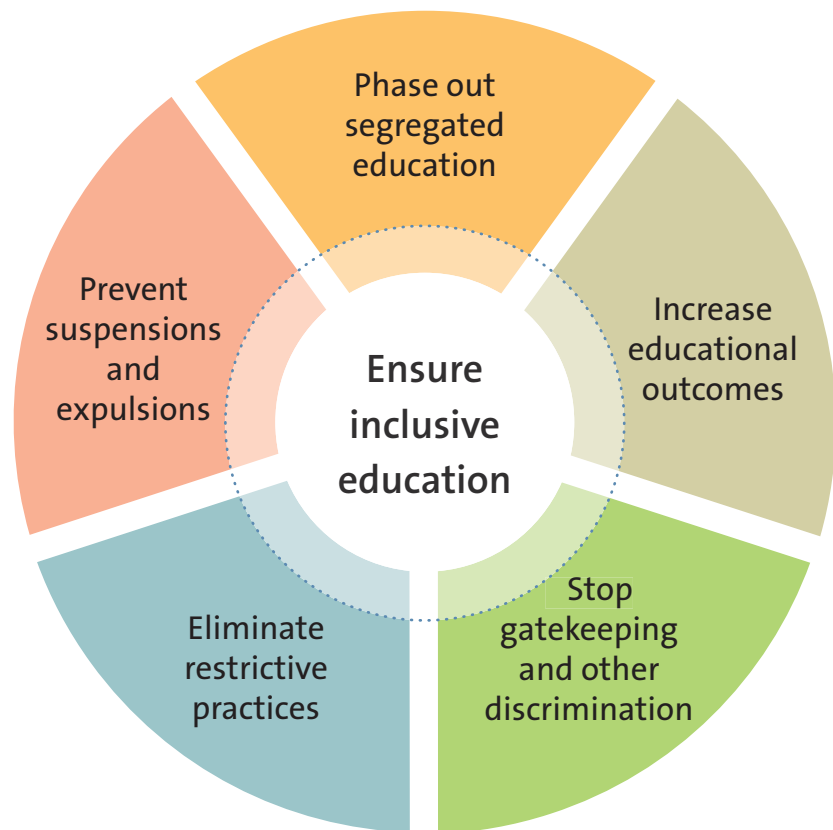 Phase out
segregated
education
Increase
educational
outcomes
Stop
gatekeeping
and other
discrimination
Eliminate
restrictive
practices
Prevent
suspensions
and
expulsions
Ensure
inclusive
education